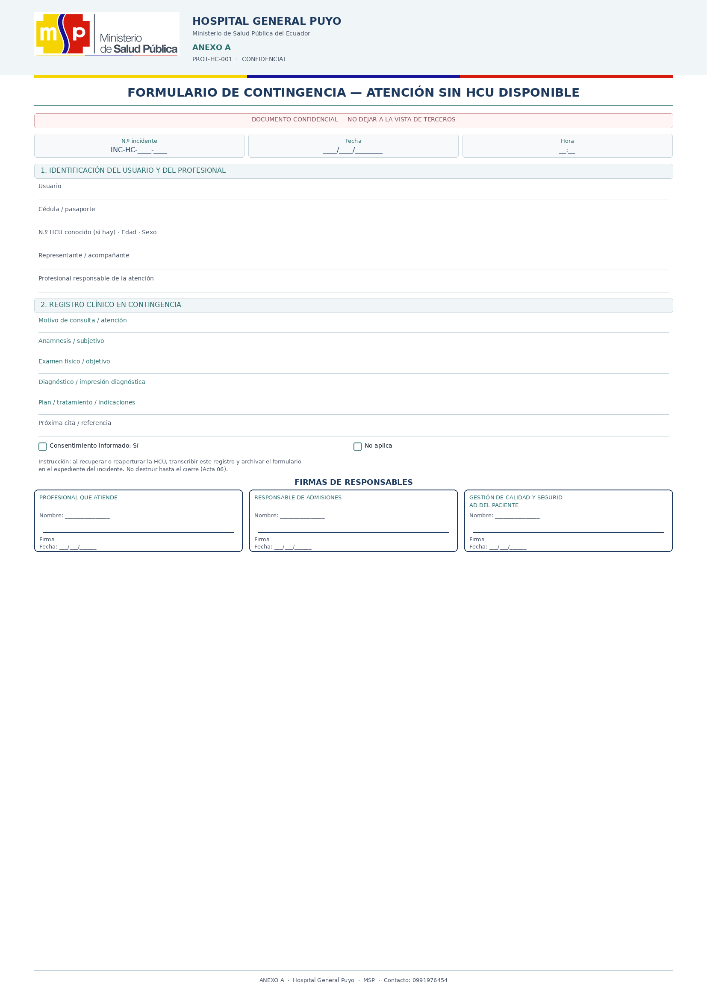 msp
Ministerio
de Salud Pública
HOSPITAL GENERAL PUYO
Ministerio de Salud Pública del Ecuador
ANEXO A
PROT-HC-001 · CONFIDENCIAL
FORMULARIO DE CONTINGENCIA — ATENCIÓN SIN HCU DISPONIBLE
DOCUMENTO CONFIDENCIAL — NO DEJAR A LA VISTA DE TERCEROS
N.º incidente
INC-HC-____-____
Fecha
____/____/________
Hora
__:__
1. IDENTIFICACIÓN DEL USUARIO Y DEL PROFESIONAL
Usuario
Cédula / pasaporte
N.º HCU conocido (si hay) · Edad · Sexo
Representante / acompañante
Profesional responsable de la atención
2. REGISTRO CLÍNICO EN CONTINGENCIA
Motivo de consulta / atención
Anamnesis / subjetivo
Examen físico / objetivo
Diagnóstico / impresión diagnóstica
Plan / tratamiento / indicaciones
Próxima cita / referencia
Consentimiento informado: Sí
No aplica
Instrucción: al recuperar o reaperturar la HCU, transcribir este registro y archivar el formulario
en el expediente del incidente. No destruir hasta el cierre (Acta 06).
FIRMAS DE RESPONSABLES
PROFESIONAL QUE ATIENDE
Nombre: ________________
Firma
Fecha: ___/___/______
RESPONSABLE DE ADMISIONES
Nombre: ________________
Firma
Fecha: ___/___/______
GESTIÓN DE CALIDAD Y SEGURID
AD DEL PACIENTE
Nombre: ________________
Firma
Fecha: ___/___/______
ANEXO A · Hospital General Puyo · MSP · Contacto: 0991976454